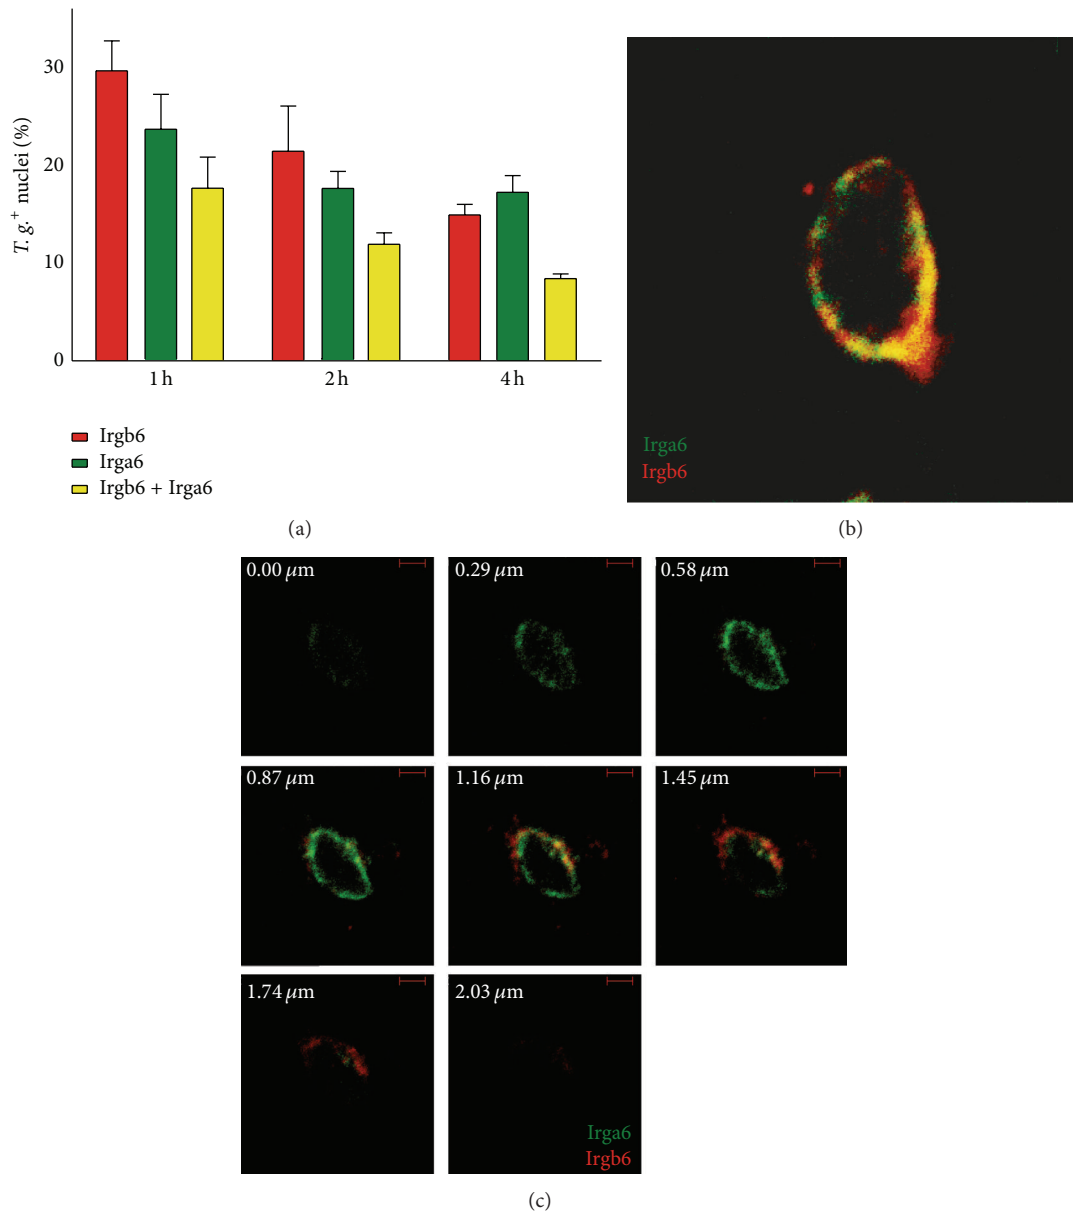 30
20
10
0
T. g.+ nuclei (%)
1 h
2 h
4 h
Irgb6
Irga6
Irgb6 + Irga6
(a)
Irga6
Irgb6
(b)
0.00 μm
0.29 μm
0.58 μm
0.87 μm
1.16 μm
1.45 μm
1.74 μm
2.03 μm
Irga6
Irgb6
(c)